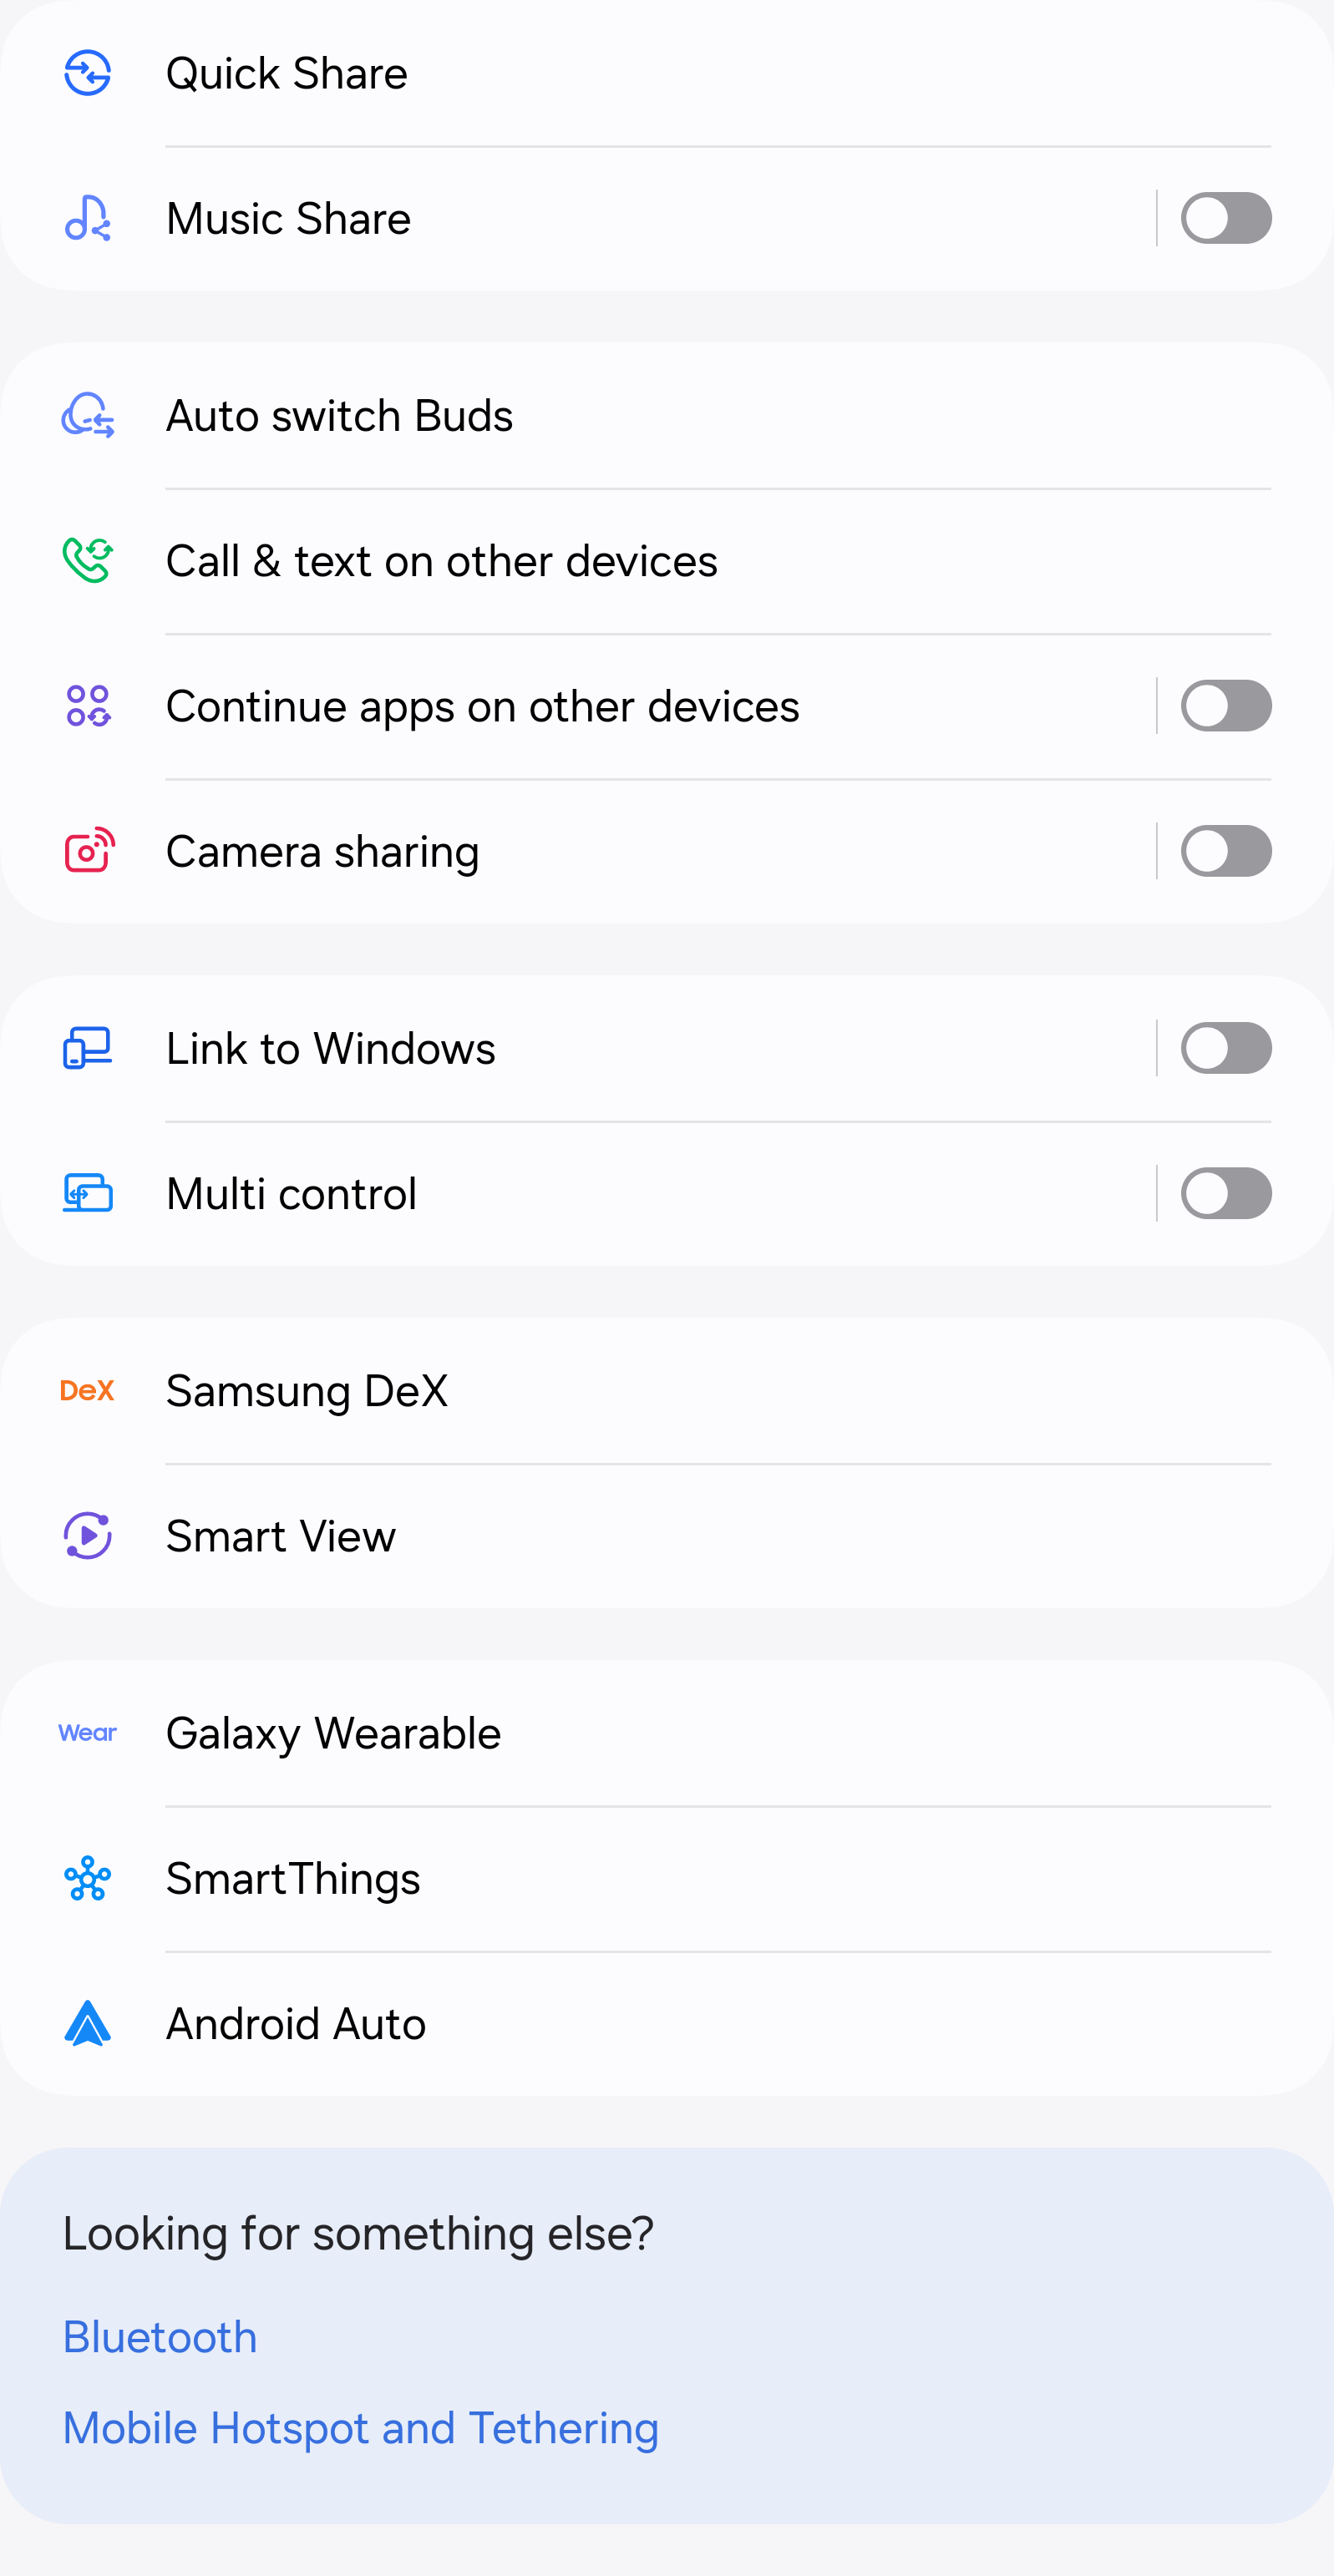 Quick Share
Music Share
Auto switch Buds
Call & text on other devices
Continue apps on other devices
Camera sharing
Link to Windows
Multi control
DeX Samsung DeX
Smart View
Wear Galaxy Wearable
SmartThings
Android Auto
Looking for something else?
Bluetooth
Mobile Hotspot and Tethering